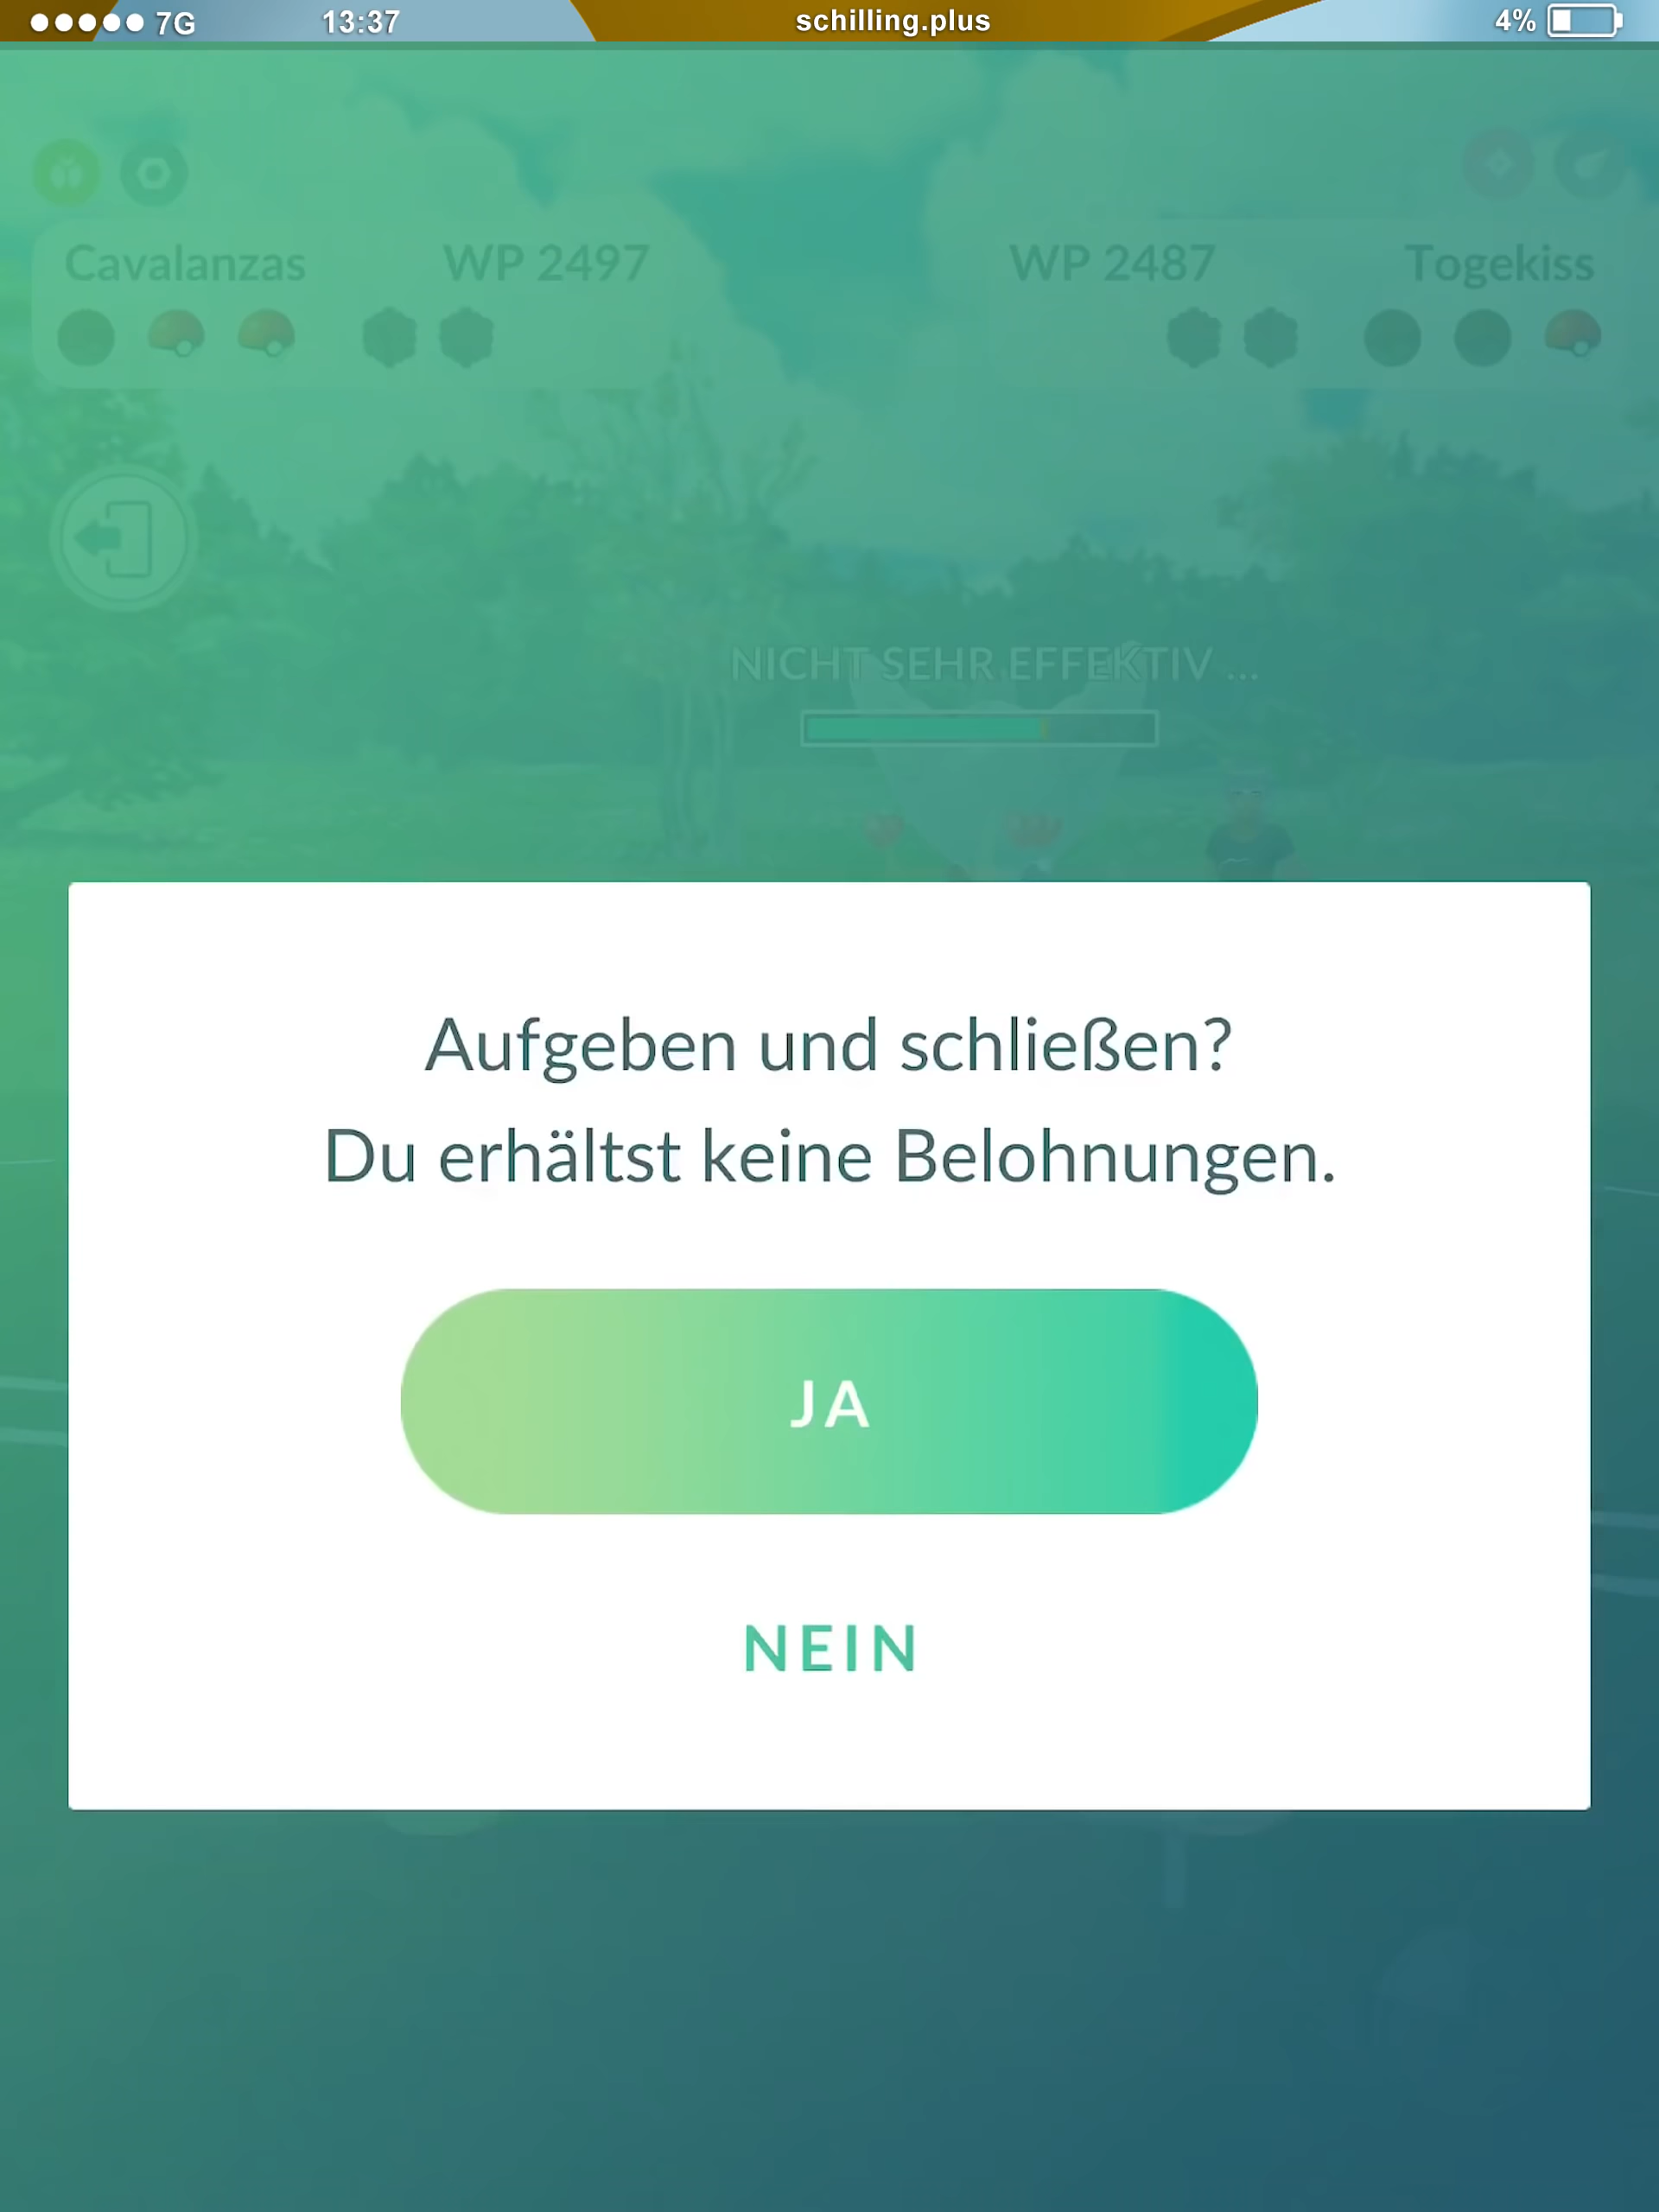 7G 13:37 schilling.plus 4%
Cavalanzas WP 2497 WP 2487 Togekiss
NICHT SEHR EFFEKTIV ...
Aufgeben und schließen?
Du erhältst keine Belohnungen.
JA
NEIN